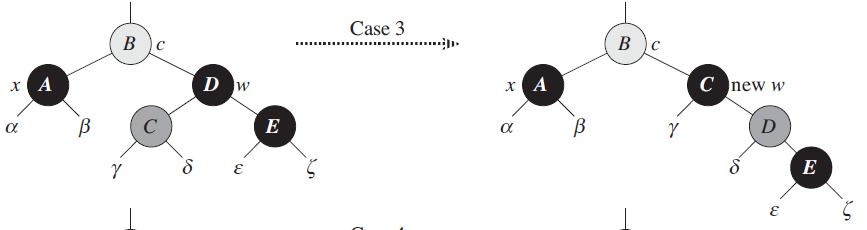 Case 3
B c B c
x A D w x A C new w
α β C E α β γ D
γ δ ε ζ δ E
ε ζ